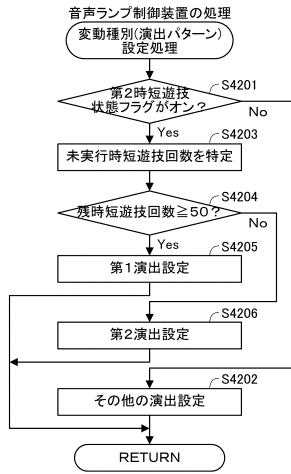 音声ランプ制御装置の処理
変動種別(演出パターン)
設定処理
S4201
第2時短遊技
状態フラグがオン？
No
Yes
S4203
未実行時短遊技回数を特定
S4204
残時短遊技回数≧50？
No
Yes
S4205
第1演出設定
S4206
第2演出設定
S4202
その他の演出設定
RETURN